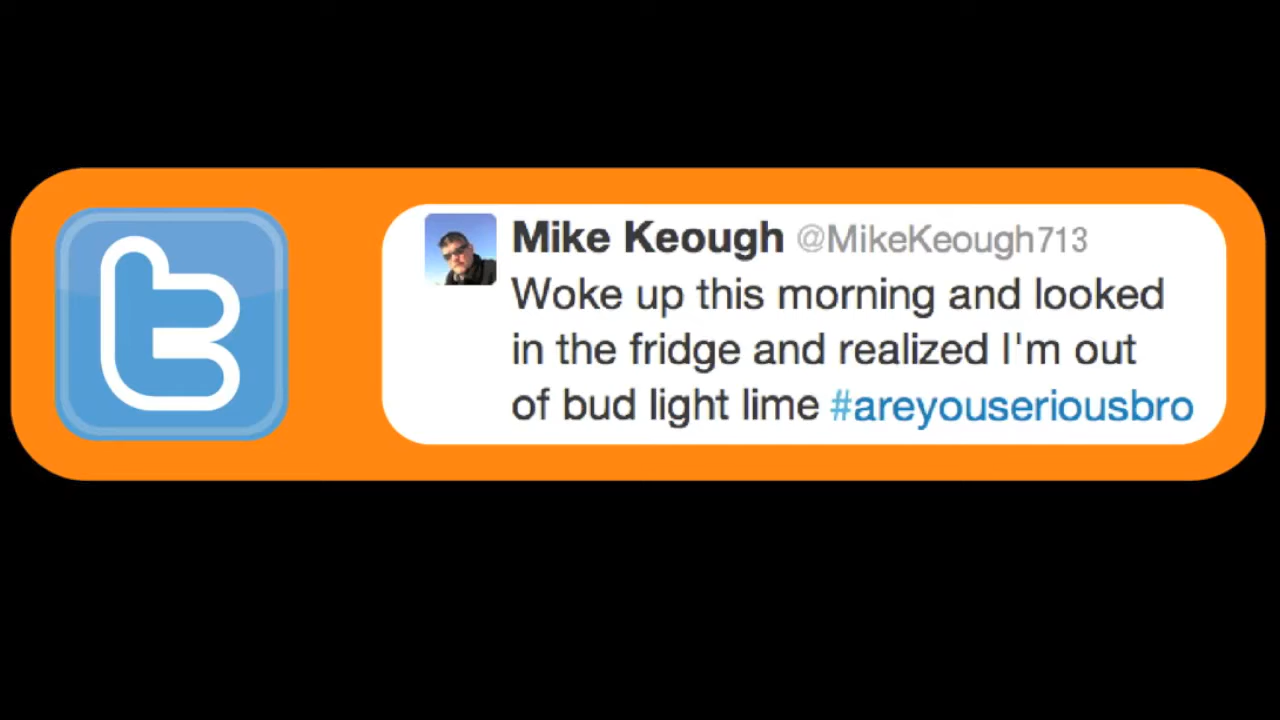 Mike Keough @MikeKeough713
Woke up this morning and looked
in the fridge and realized I'm out
of bud light lime #areyouseriousbro